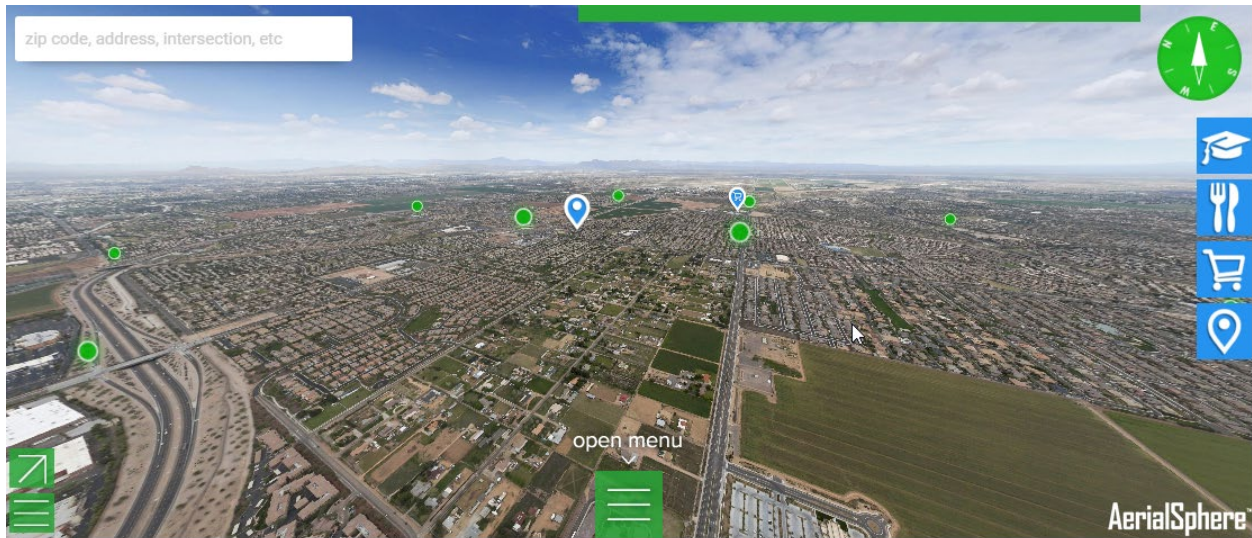 zip code, address, intersection, etc
N
E
S
W
open menu
AerialSphere